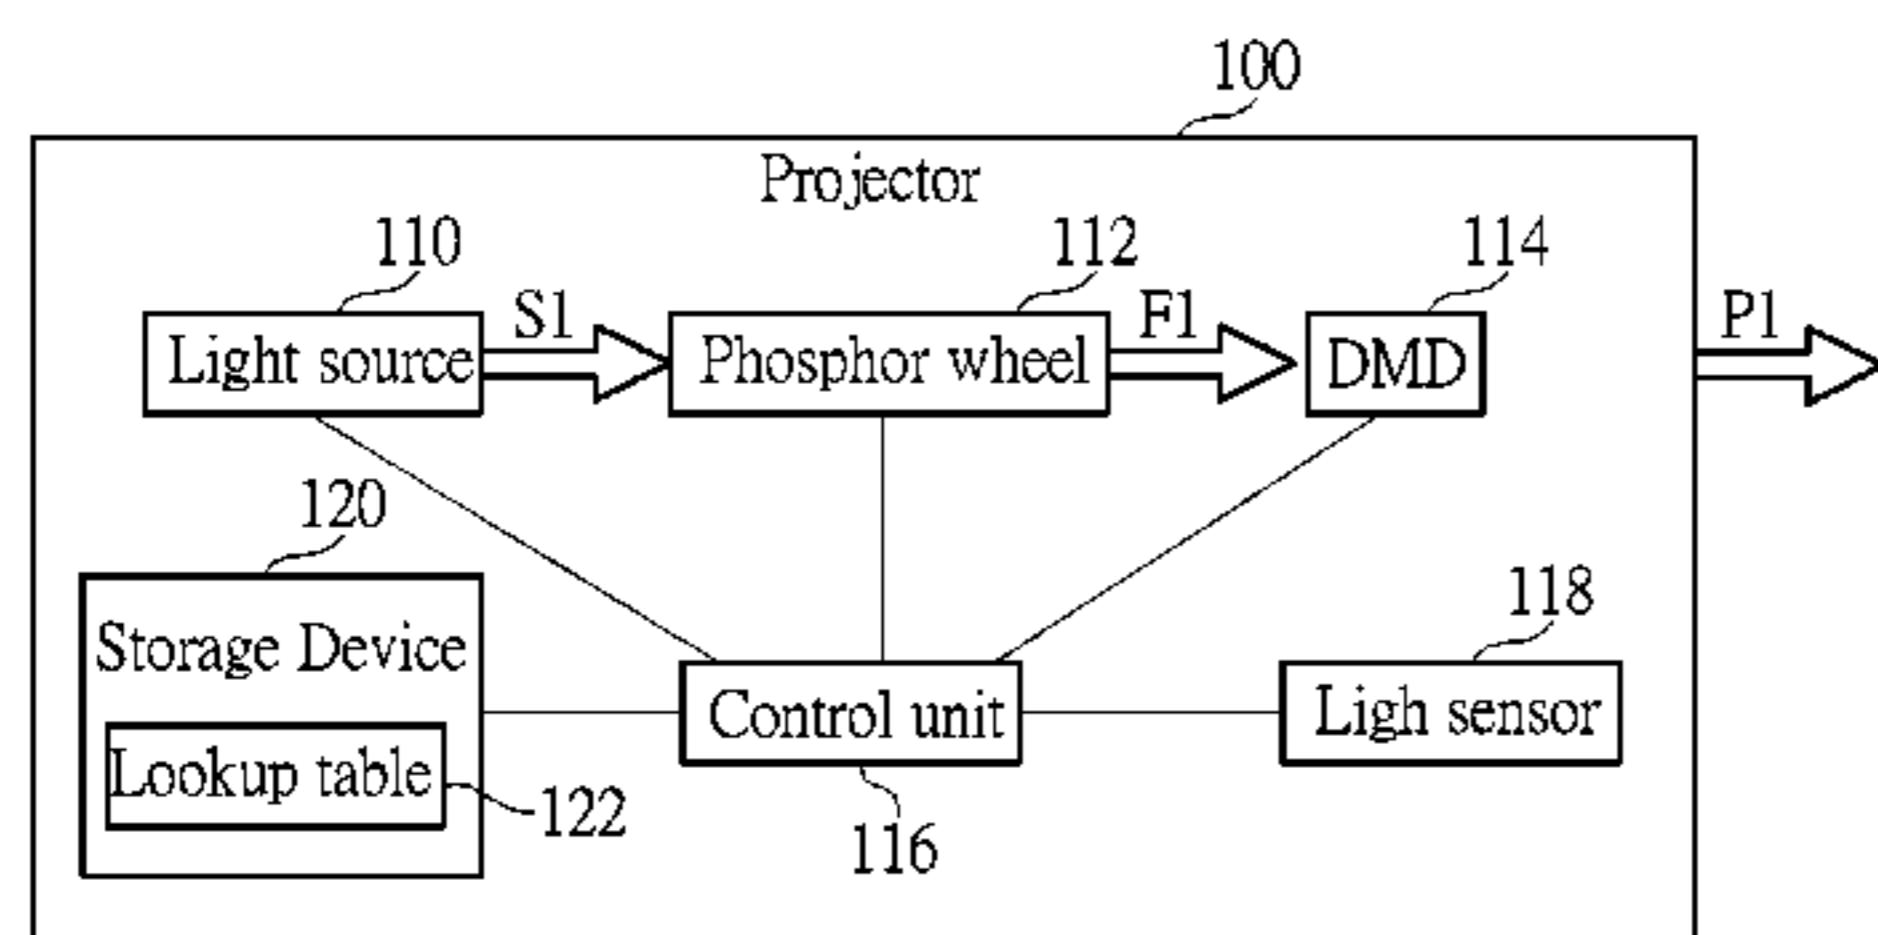 100
Projector
110
112
114
S1
F1
P1
Light source
Phosphor wheel
DMD
120
118
Storage Device
Control unit
Ligh sensor
Lookup table
122
116